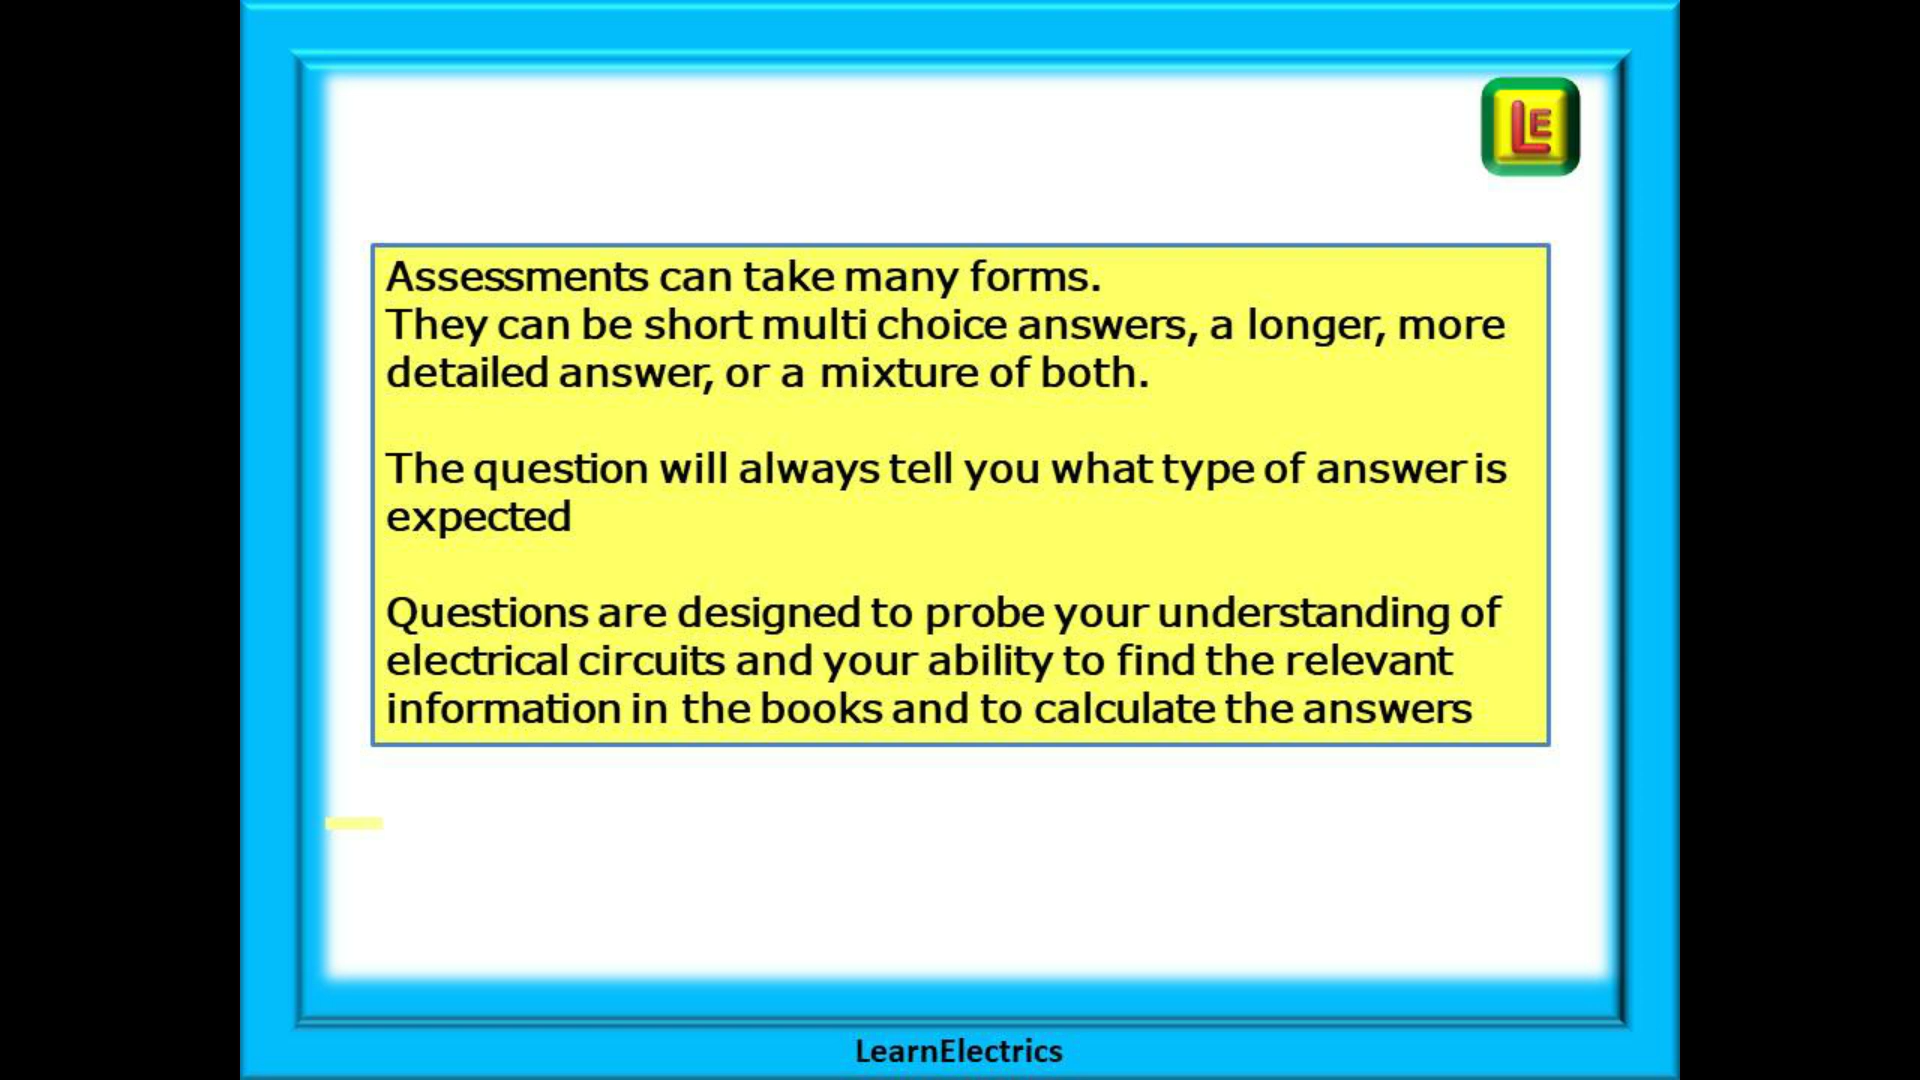 LE
Assessments can take many forms.
They can be short multi choice answers, a longer, more
detailed answer, or a mixture of both.
The question will always tell you what type of answer is
expected
Questions are designed to probe your understanding of
electrical circuits and your ability to find the relevant
information in the books and to calculate the answers
LearnElectrics